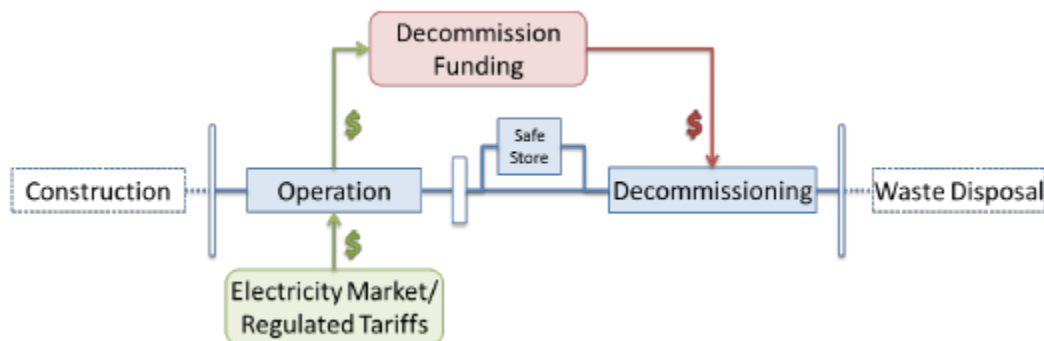 Decommission
Funding
$
$
Safe
Store
Construction
Operation
Decommissioning
Waste Disposal
$
Electricity Market/
Regulated Tariffs